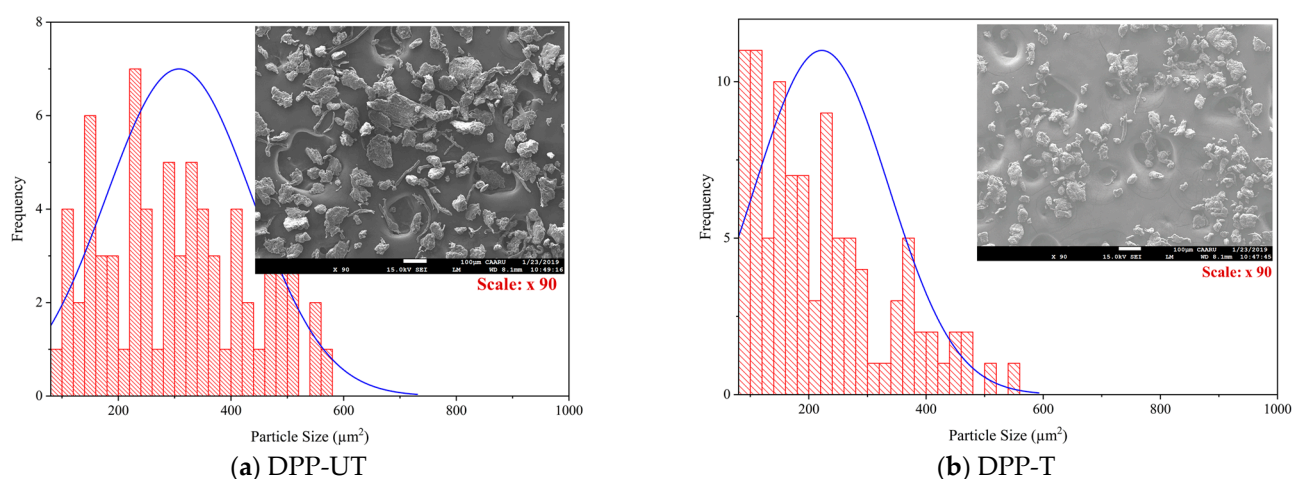 8
6
4
2
0
Frequency
200
400
600
800
1000
Particle Size (µm²)
100µm CAARU 1/23/2019
X 90 15.0kV SEI LM WD 8.1mm 10:49:16
Scale: x 90
(a) DPP-UT
10
5
0
Frequency
200
400
600
800
1000
Particle Size (µm²)
100µm CAARU 1/23/2019
X 90 15.0kV SEI LM WD 8.1mm 10:47:45
Scale: x 90
(b) DPP-T